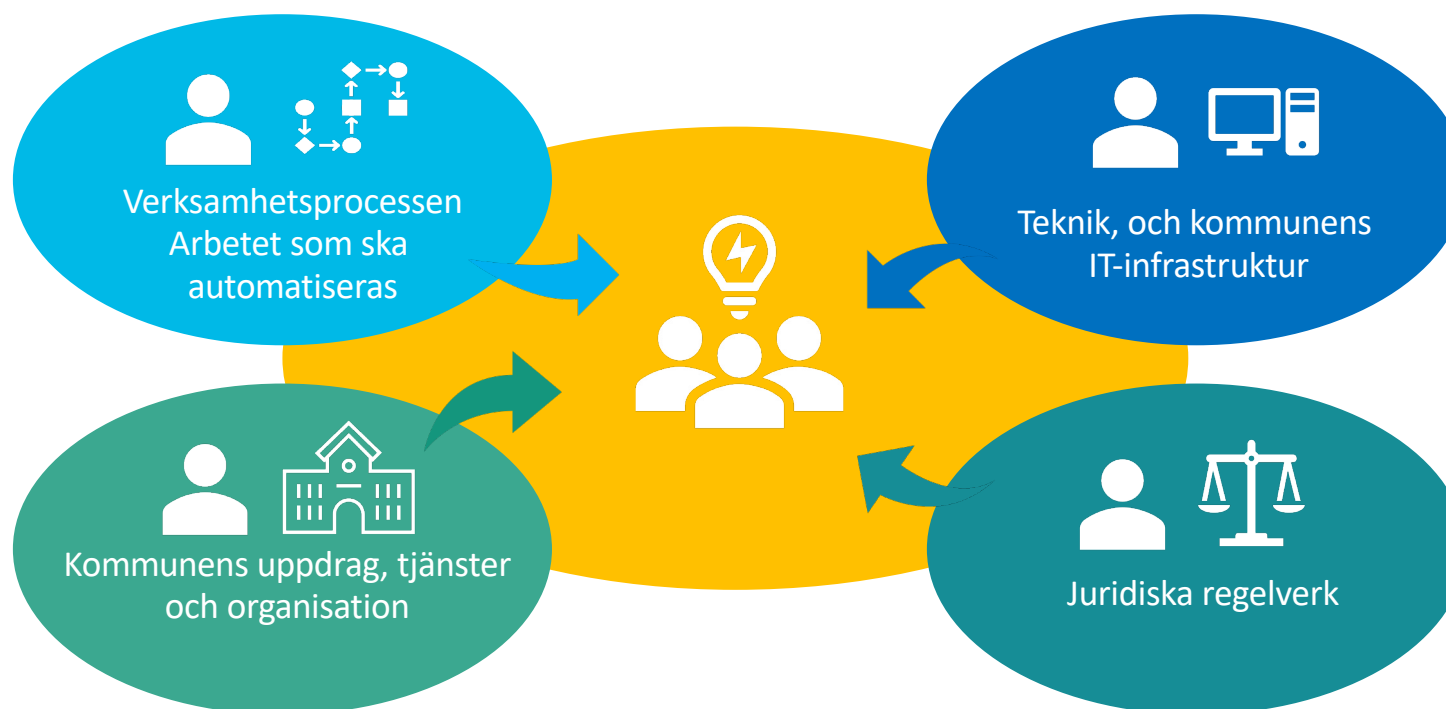 Verksamhetsprocessen
Arbetet som ska
automatiseras
Teknik, och kommunens
IT-infrastruktur
Kommunens uppdrag, tjänster
och organisation
Juridiska regelverk